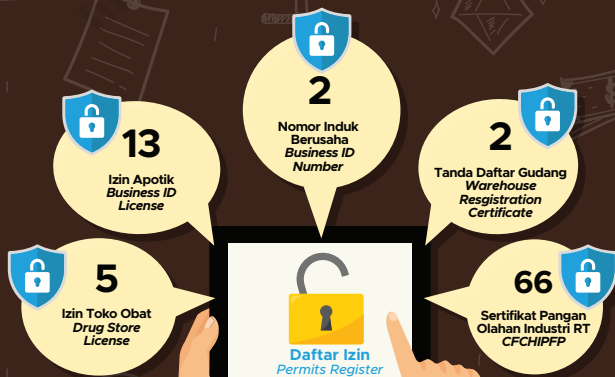 2
Nomor Induk
Berusaha
Business ID
Number
13
Izin Apotik
Business ID
License
2
Tanda Daftar Gudang
Warehouse
Resgistration
Certificate
5
Izin Toko Obat
Drug Store
License
66
Sertifikat Pangan
Olahan Industri RT
CFCHIPFP
Daftar Izin
Permits Register